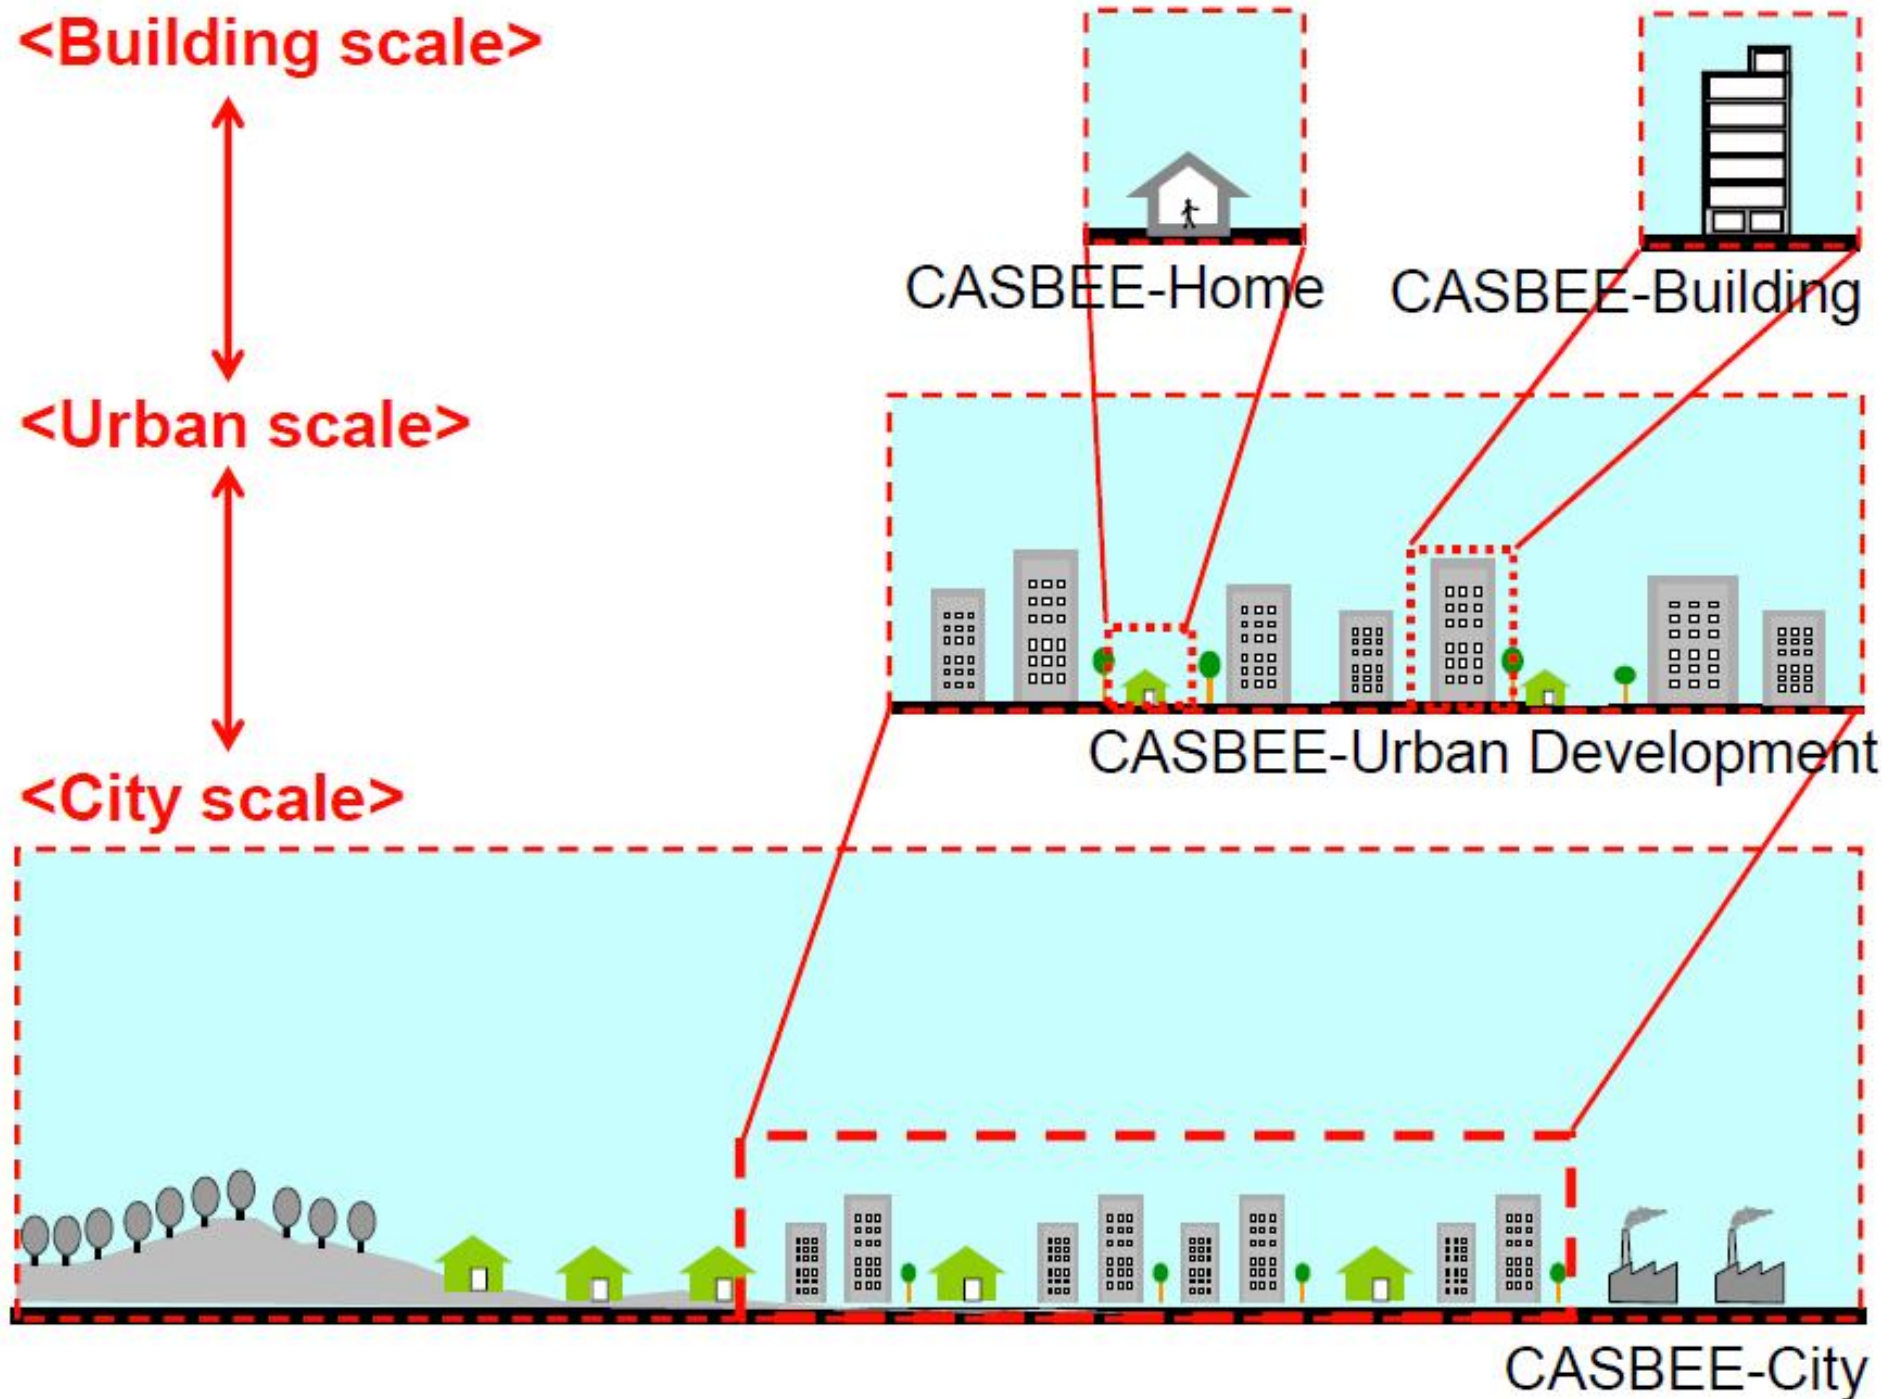 <Building scale>
CASBEE-Home
CASBEE-Building
<Urban scale>
CASBEE-Urban Development
<City scale>
CASBEE-City